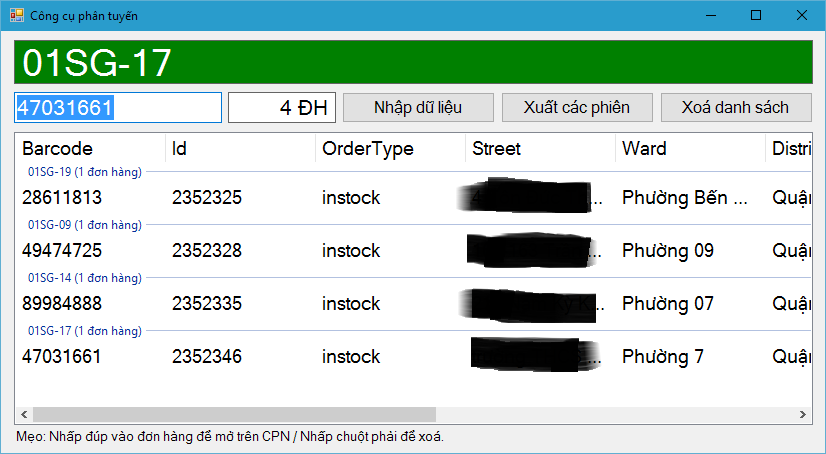 Công cụ phân tuyến
01SG-17
47031661 4 ĐH Nhập dữ liệu Xuất các phiên Xoá danh sách
Barcode Id OrderType Street Ward Distri
01SG-19 (1 đơn hàng)
28611813 2352325 instock ... Phường Bến ... Quận
01SG-09 (1 đơn hàng)
49474725 2352328 instock ... Phường 09 Quận
01SG-14 (1 đơn hàng)
89984888 2352335 instock ... Phường 07 Quận
01SG-17 (1 đơn hàng)
47031661 2352346 instock ... Phường 7 Quận
Mẹo: Nhấp đúp vào đơn hàng để mở trên CPN / Nhấp chuột phải để xoá.